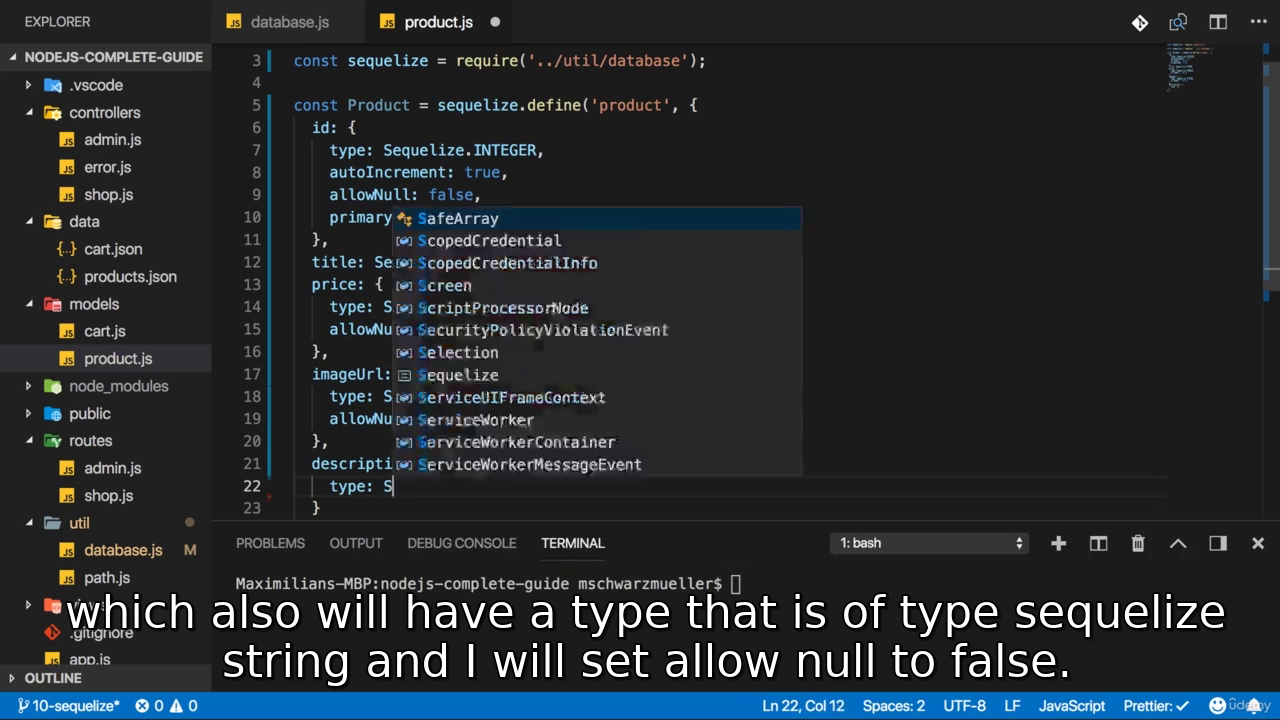 EXPLORER
database.js
product.js
NODEJS-COMPLETE-GUIDE
.vscode
controllers
admin.js
error.js
shop.js
data
cart.json
products.json
models
cart.js
product.js
node_modules
public
routes
admin.js
shop.js
util
database.js M
path.js
.gitignore
app.js
OUTLINE
3 const sequelize = require('../util/database');
4
5 const Product = sequelize.define('product', {
6 id: {
7 type: Sequelize.INTEGER,
8 autoIncrement: true,
9 allowNull: false,
10 primary
11 },
12 title: Se
13 price: {
14 type: S
15 allowNu
16 },
17 imageUrl:
18 type: S
19 allowNu
20 },
21 descripti
22 type: S
23 }
SafeArray
ScopedCredential
ScopedCredentialInfo
Screen
ScriptProcessorNode
SecurityPolicyViolationEvent
Selection
Sequelize
ServiceUIFrameContext
ServiceWorker
ServiceWorkerContainer
ServiceWorkerMessageEvent
PROBLEMS OUTPUT DEBUG CONSOLE TERMINAL 1: bash
Maximilians-MBP:nodejs-complete-guide mschwarzmueller$
which also will have a type that is of type sequelize
string and I will set allow null to false.
10-sequelize* 0 0 Ln 22, Col 12 Spaces: 2 UTF-8 LF JavaScript Prettier: ✓
udemy